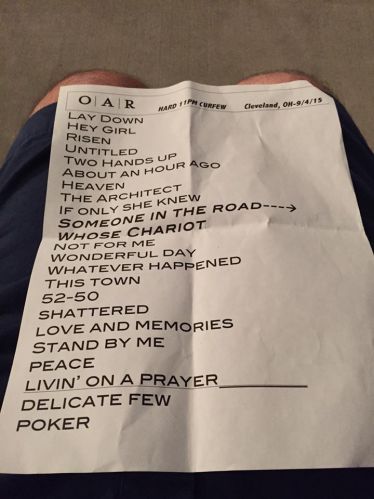 O|A|R HARD 11PM CURFEW Cleveland, OH-9/4/15
LAY DOWN
HEY GIRL
RISEN
UNTITLED
TWO HANDS UP
ABOUT AN HOUR AGO
HEAVEN
THE ARCHITECT
IF ONLY SHE KNEW
SOMEONE IN THE ROAD---->
WHOSE CHARIOT
NOT FOR ME
WONDERFUL DAY
WHATEVER HAPPENED
THIS TOWN
52-50
SHATTERED
LOVE AND MEMORIES
STAND BY ME
PEACE
LIVIN' ON A PRAYER____________
DELICATE FEW
POKER